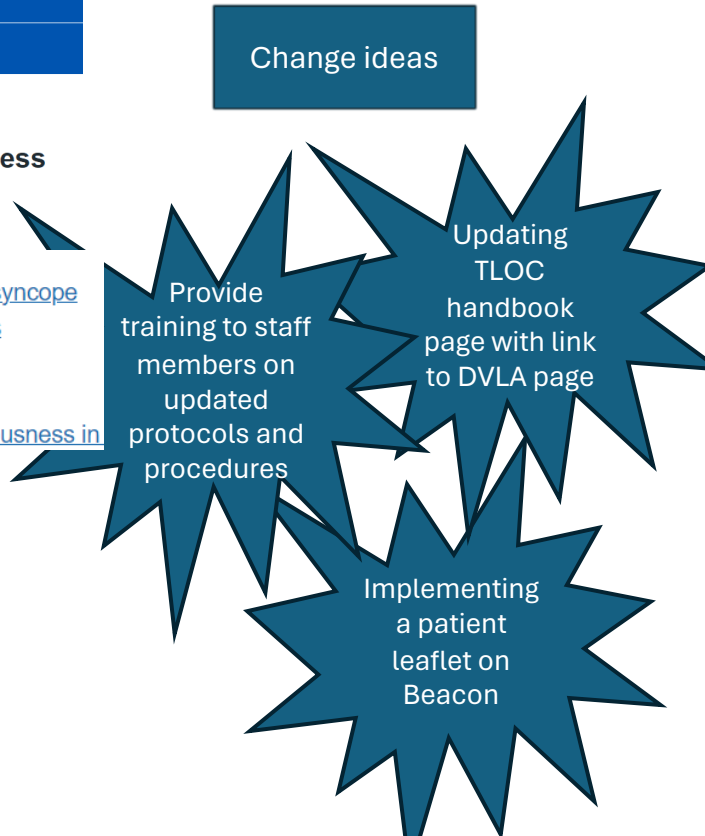 Change ideas
ess
syncope
usness in
Provide
training to staff
members on
updated
protocols and
procedures
Updating
TLOC
handbook
page with link
to DVLA page
Implementing
a patient
leaflet on
Beacon